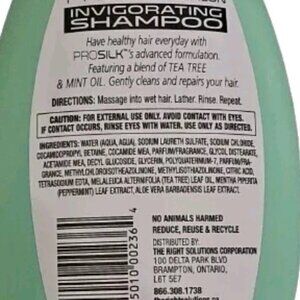 INVIGORATING
SHAMPOO
Have healthy hair everyday with
PROSILK™'s advanced formulation.
Featuring a blend of TEA TREE
& MINT OIL. Gently cleans and repairs your hair.
DIRECTIONS: Massage into wet hair. Lather. Rinse. Repeat.
CAUTION: FOR EXTERNAL USE ONLY. AVOID CONTACT WITH EYES.
IF CONTACT OCCURS, RINSE EYES WITH WATER. USE ONLY AS DIRECTED.
INGREDIENTS: WATER (AQUA, AQUA), SODIUM LAURETH SULFATE, SODIUM CHLORIDE,
COCAMIDOPROPYL BETAINE, COCAMIDE MEA, PARFUM/FRAGRANCE, GLYCOL DISTEARATE,
ACETAMIDE MEA, DECYL GLUCOSIDE, GLYCERIN, POLYQUATERNIUM-7, PARFUM/FRA-
GRANCE, METHYLCHLOROISOTHIAZOLINONE, METHYLISOTHIAZOLINONE, CITRIC ACID,
TETRASODIUM EDTA, MELALEUCA ALTERNIFOLIA (TEA TREE) LEAF OIL, MENTHA PIPERITA
(PEPPERMINT) LEAF EXTRACT, ALOE VERA BARBADENSIS LEAF EXTRACT.
NO ANIMALS HARMED
REDUCE, REUSE & RECYCLE
DISTRIBUTED BY:
THE RIGHT SOLUTIONS CORPORATION
100 DELTA PARK BLVD
BRAMPTON, ONTARIO,
L6T 5E7
866.308.1738
5010000236 4